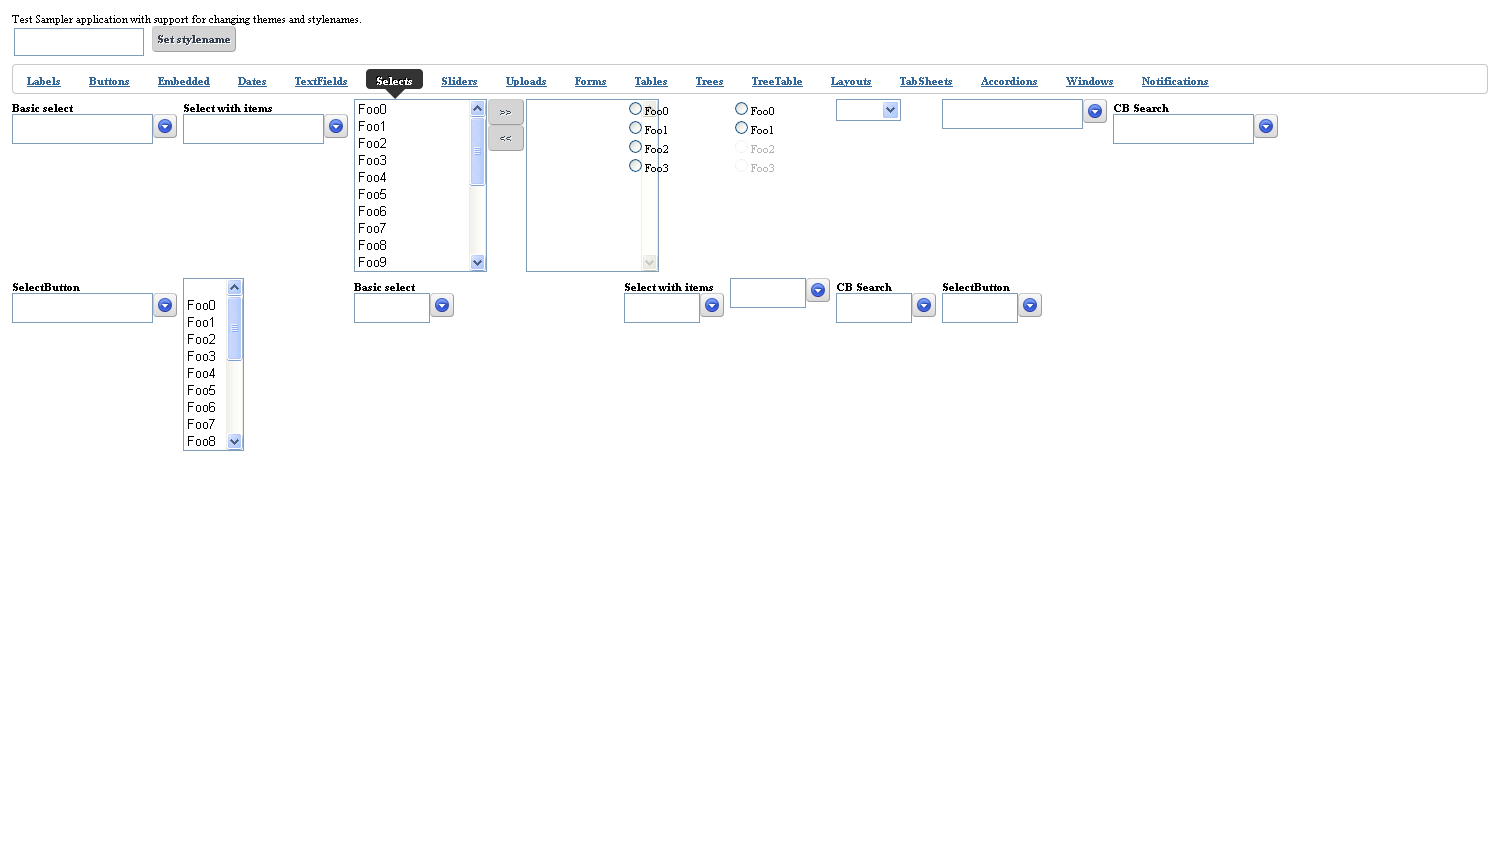 Test Sampler application with support for changing themes and stylenames.
Set stylename
Labels Buttons Embedded Dates TextFields Selects Sliders Uploads Forms Tables Trees TreeTable Layouts TabSheets Accordions Windows Notifications
Basic select
Select with items
Foo0
Foo1
Foo2
Foo3
Foo4
Foo5
Foo6
Foo7
Foo8
Foo9
>>
<<
Foo0
Foo1
Foo2
Foo3
Foo0
Foo1
Foo2
Foo3
CB Search
SelectButton
Foo0
Foo1
Foo2
Foo3
Foo4
Foo5
Foo6
Foo7
Foo8
Basic select
Select with items
CB Search
SelectButton